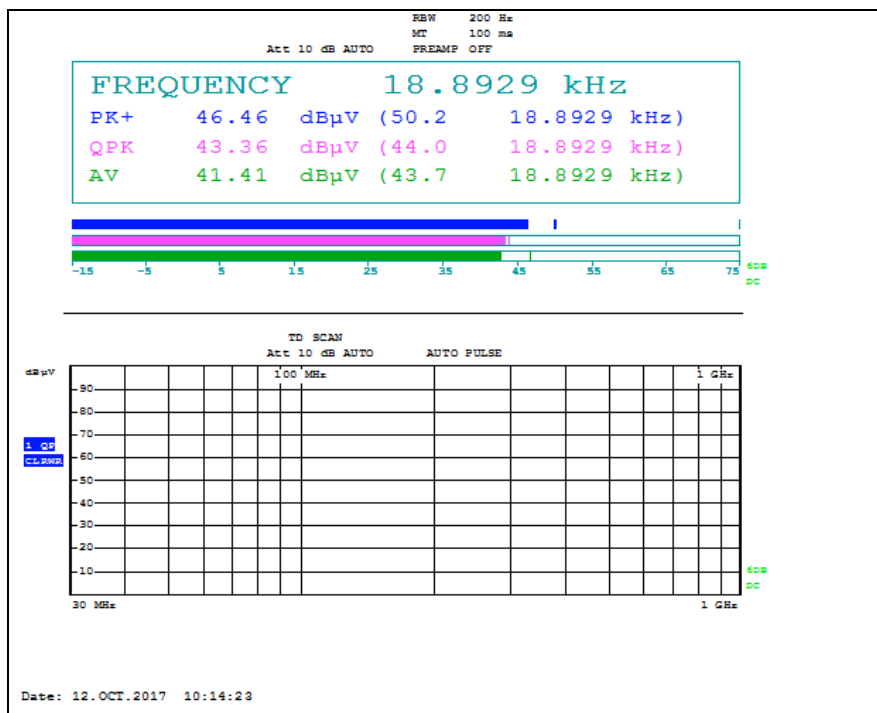 RBW 200 Hz
MT 100 ms
Att 10 dB AUTO PREAMP OFF
FREQUENCY 18.8929 kHz
PK+ 46.46 dBµV (50.2 18.8929 kHz)
QPK 43.36 dBµV (44.0 18.8929 kHz)
AV 41.41 dBµV (43.7 18.8929 kHz)
-15 -5 5 15 25 35 45 55 65 75
6DB
DC
TD SCAN
Att 10 dB AUTO AUTO PULSE
dBµV 100 MHz 1 GHz
90
80
70
1 QP
CLRWR
60
50
40
30
20
10
6DB
DC
30 MHz 1 GHz
Date: 12.OCT.2017 10:14:23